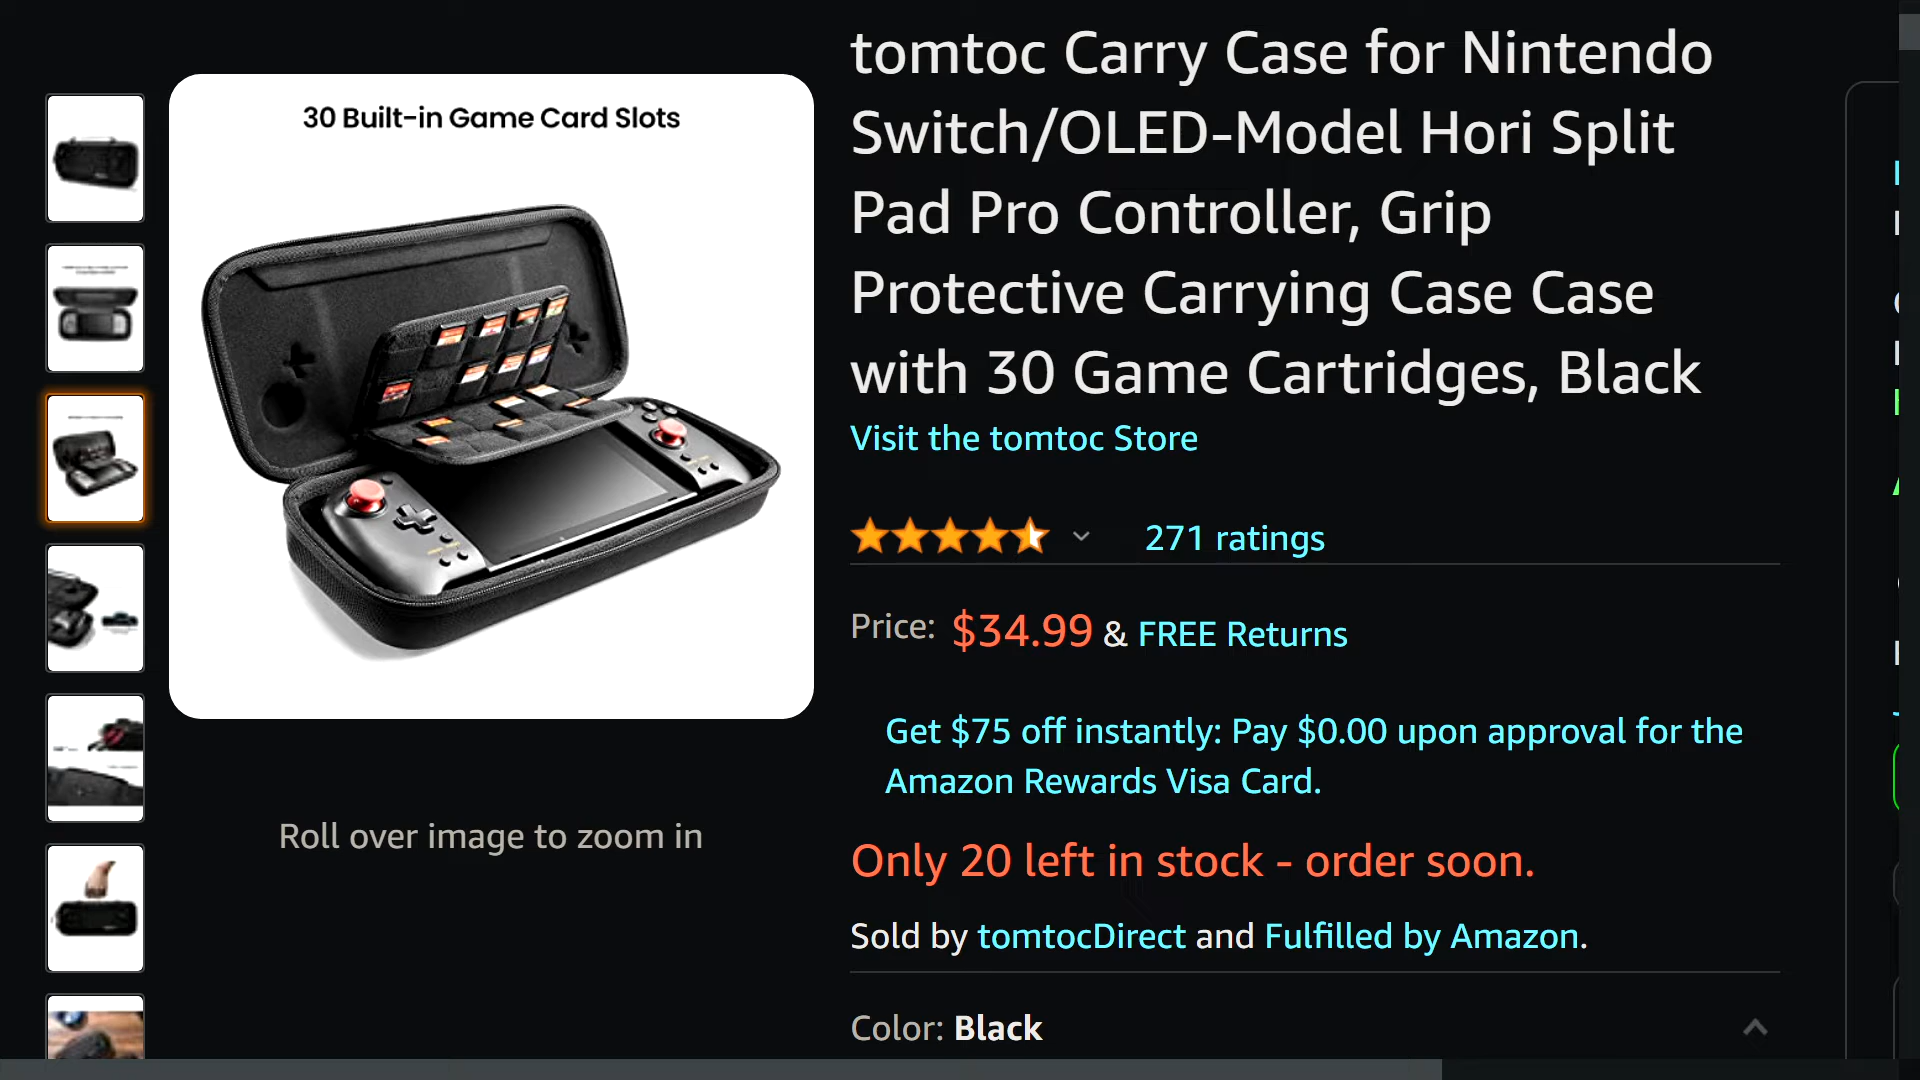 30 Built-in Game Card Slots
Roll over image to zoom in
tomtoc Carry Case for Nintendo
Switch/OLED-Model Hori Split
Pad Pro Controller, Grip
Protective Carrying Case Case
with 30 Game Cartridges, Black
Visit the tomtoc Store
271 ratings
Price: $34.99 & FREE Returns
Get $75 off instantly: Pay $0.00 upon approval for the
Amazon Rewards Visa Card.
Only 20 left in stock - order soon.
Sold by tomtocDirect and Fulfilled by Amazon.
Color: Black